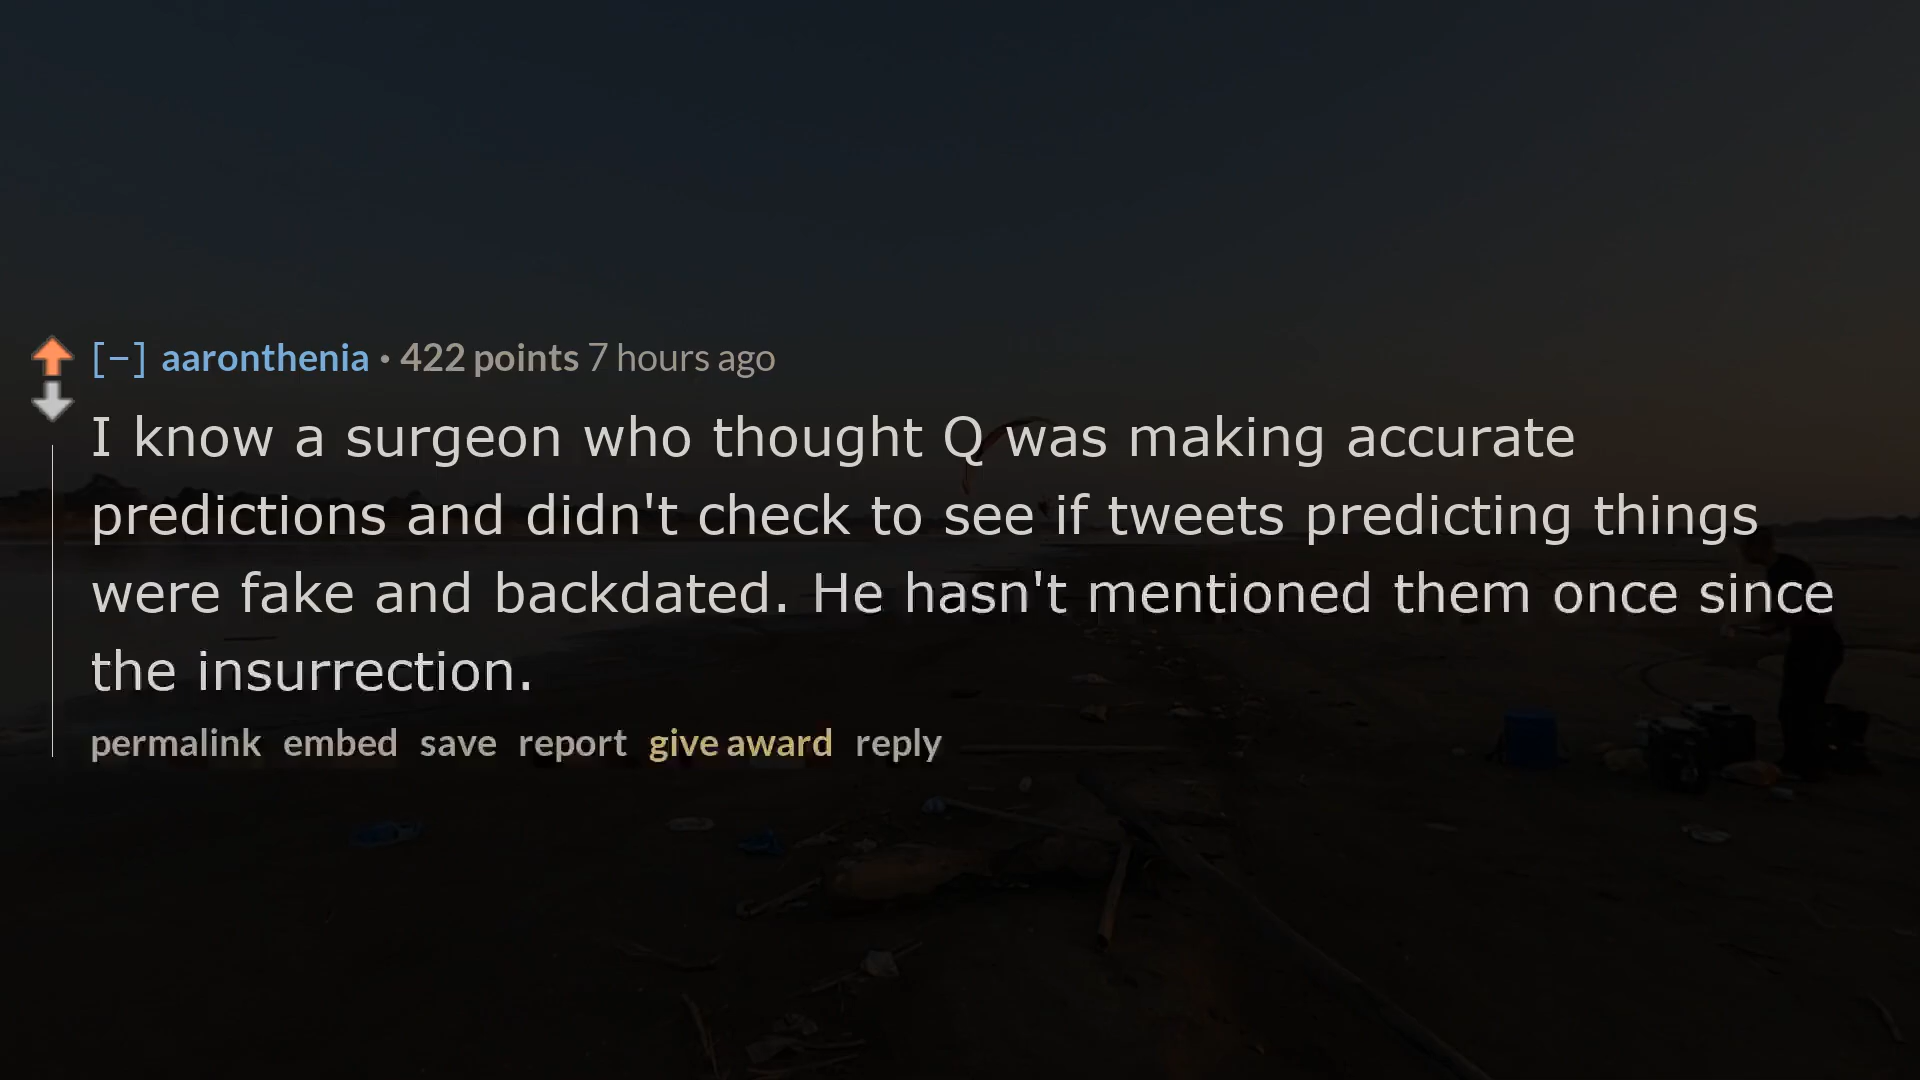 [−] aaronthenia • 422 points 7 hours ago
I know a surgeon who thought Q was making accurate
predictions and didn't check to see if tweets predicting things
were fake and backdated. He hasn't mentioned them once since
the insurrection.
permalink embed save report give award reply